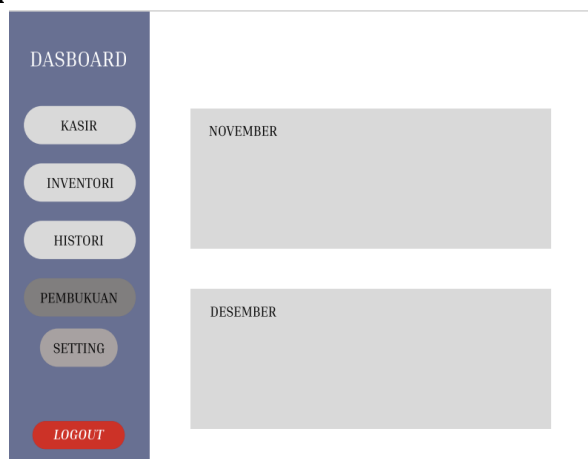 DASBOARD
KASIR
INVENTORI
HISTORI
PEMBUKUAN
SETTING
LOGOUT
NOVEMBER
DESEMBER